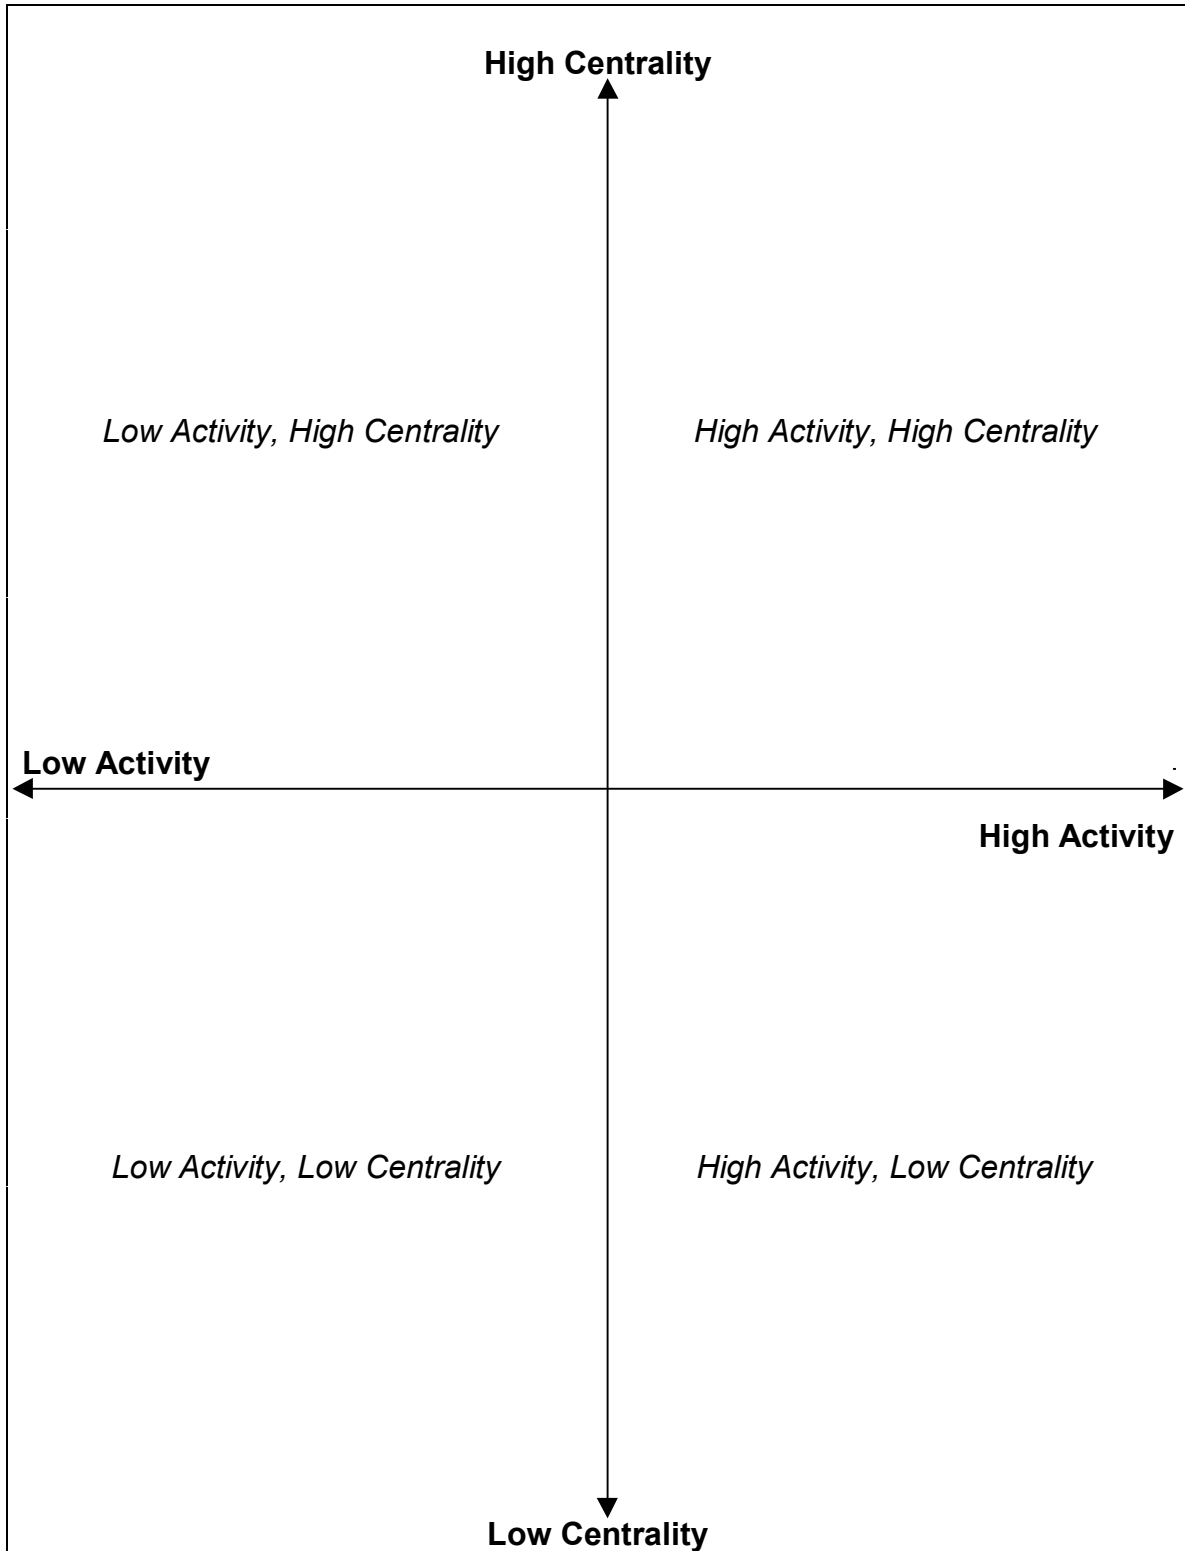 High Centrality
Low Activity, High Centrality
High Activity, High Centrality
Low Activity
High Activity
Low Activity, Low Centrality
High Activity, Low Centrality
Low Centrality